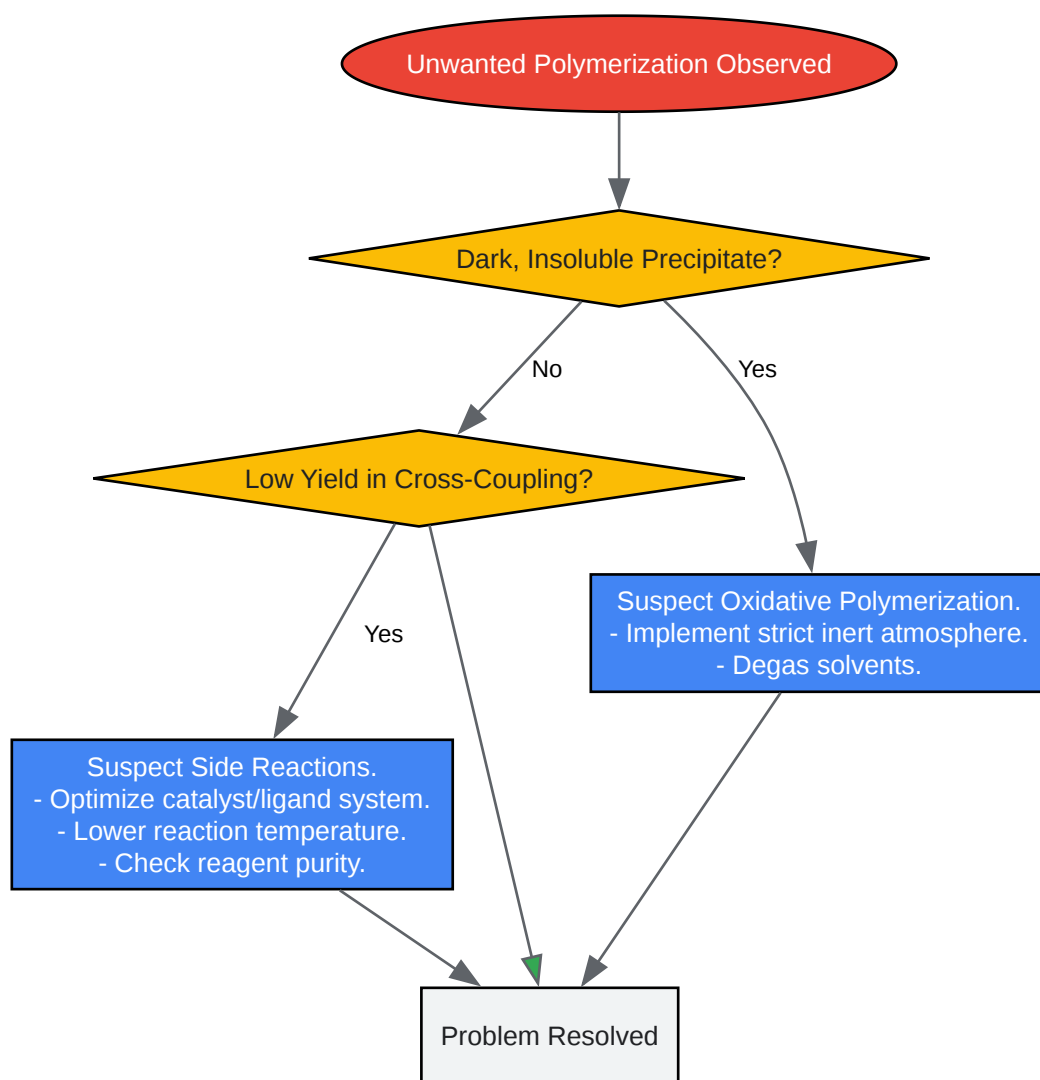 Unwanted Polymerization Observed
Dark, Insoluble Precipitate?
No
Yes
Low Yield in Cross-Coupling?
Suspect Oxidative Polymerization.
- Implement strict inert atmosphere.
- Degas solvents.
Yes
Suspect Side Reactions.
- Optimize catalyst/ligand system.
- Lower reaction temperature.
- Check reagent purity.
Problem Resolved